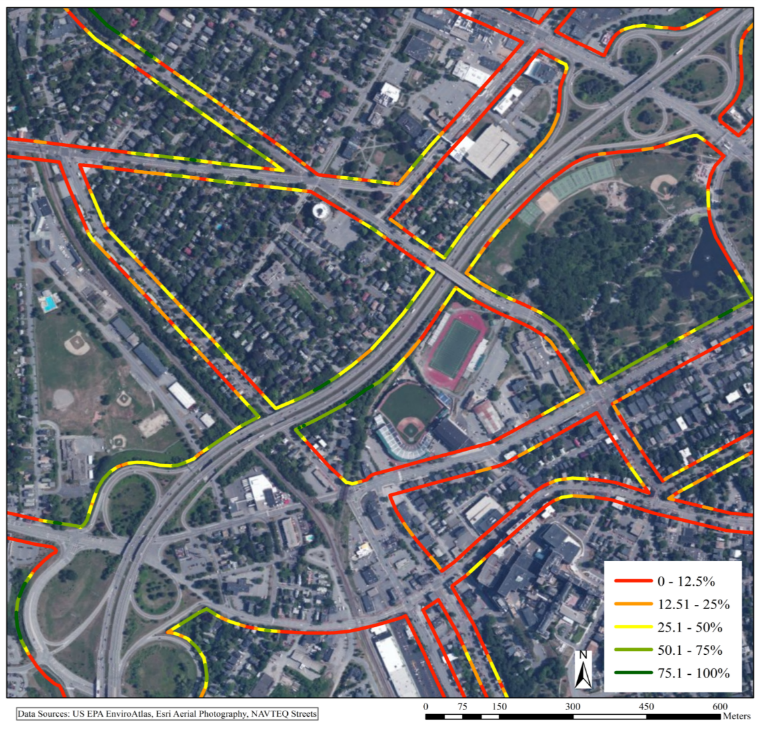 0 - 12.5%
12.51 - 25%
25.1 - 50%
50.1 - 75%
75.1 - 100%
N
Data Sources: US EPA EnviroAtlas, Esri Aerial Photography, NAVTEQ Streets
0 75 150 300 450 600
Meters